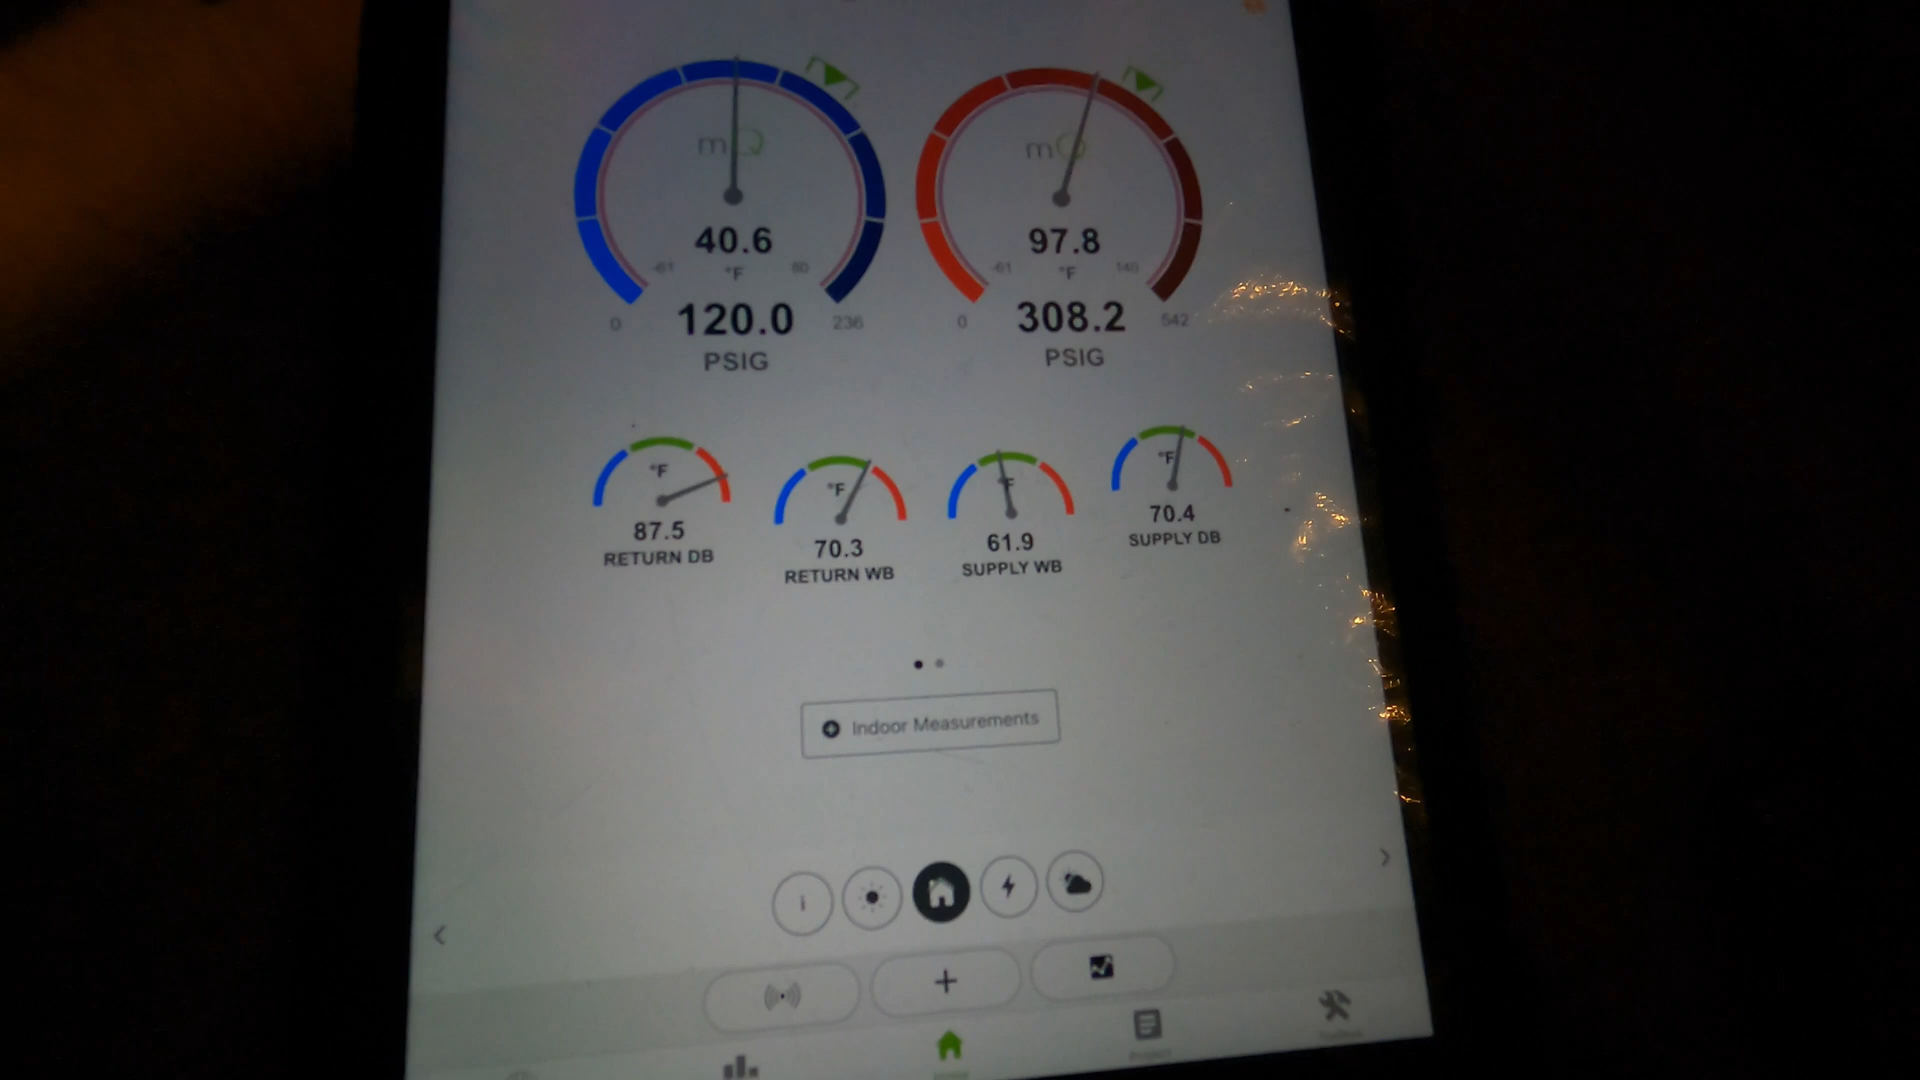 mQ mQ
40.6 97.8
-61 °F 80 -61 °F 146
0 120.0 236 0 308.2 542
PSIG PSIG
°F °F °F °F
87.5 70.3 61.9 70.4
RETURN DB RETURN WB SUPPLY WB SUPPLY DB
Indoor Measurements